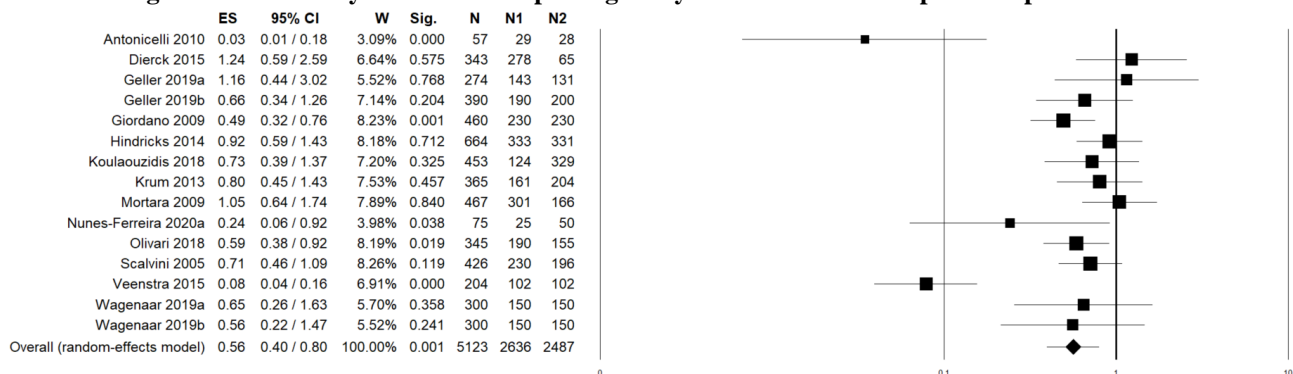 ES 95% CI W Sig. N N1 N2
Antonicelli 2010 0.03 0.01 / 0.18 3.09% 0.000 57 29 28
Dierck 2015 1.24 0.59 / 2.59 6.64% 0.575 343 278 65
Geller 2019a 1.16 0.44 / 3.02 5.52% 0.768 274 143 131
Geller 2019b 0.66 0.34 / 1.26 7.14% 0.204 390 190 200
Giordano 2009 0.49 0.32 / 0.76 8.23% 0.001 460 230 230
Hindricks 2014 0.92 0.59 / 1.43 8.18% 0.712 664 333 331
Koulaouzidis 2018 0.73 0.39 / 1.37 7.20% 0.325 453 124 329
Krum 2013 0.80 0.45 / 1.43 7.53% 0.457 365 161 204
Mortara 2009 1.05 0.64 / 1.74 7.89% 0.840 467 301 166
Nunes-Ferreira 2020a 0.24 0.06 / 0.92 3.98% 0.038 75 25 50
Olivari 2018 0.59 0.38 / 0.92 8.19% 0.019 345 190 155
Scalvini 2005 0.71 0.46 / 1.09 8.26% 0.119 426 230 196
Veenstra 2015 0.08 0.04 / 0.16 6.91% 0.000 204 102 102
Wagenaar 2019a 0.65 0.26 / 1.63 5.70% 0.358 300 150 150
Wagenaar 2019b 0.56 0.22 / 1.47 5.52% 0.241 300 150 150
Overall (random-effects model) 0.56 0.40 / 0.80 100.00% 0.001 5123 2636 2487
0 0.1 1 10